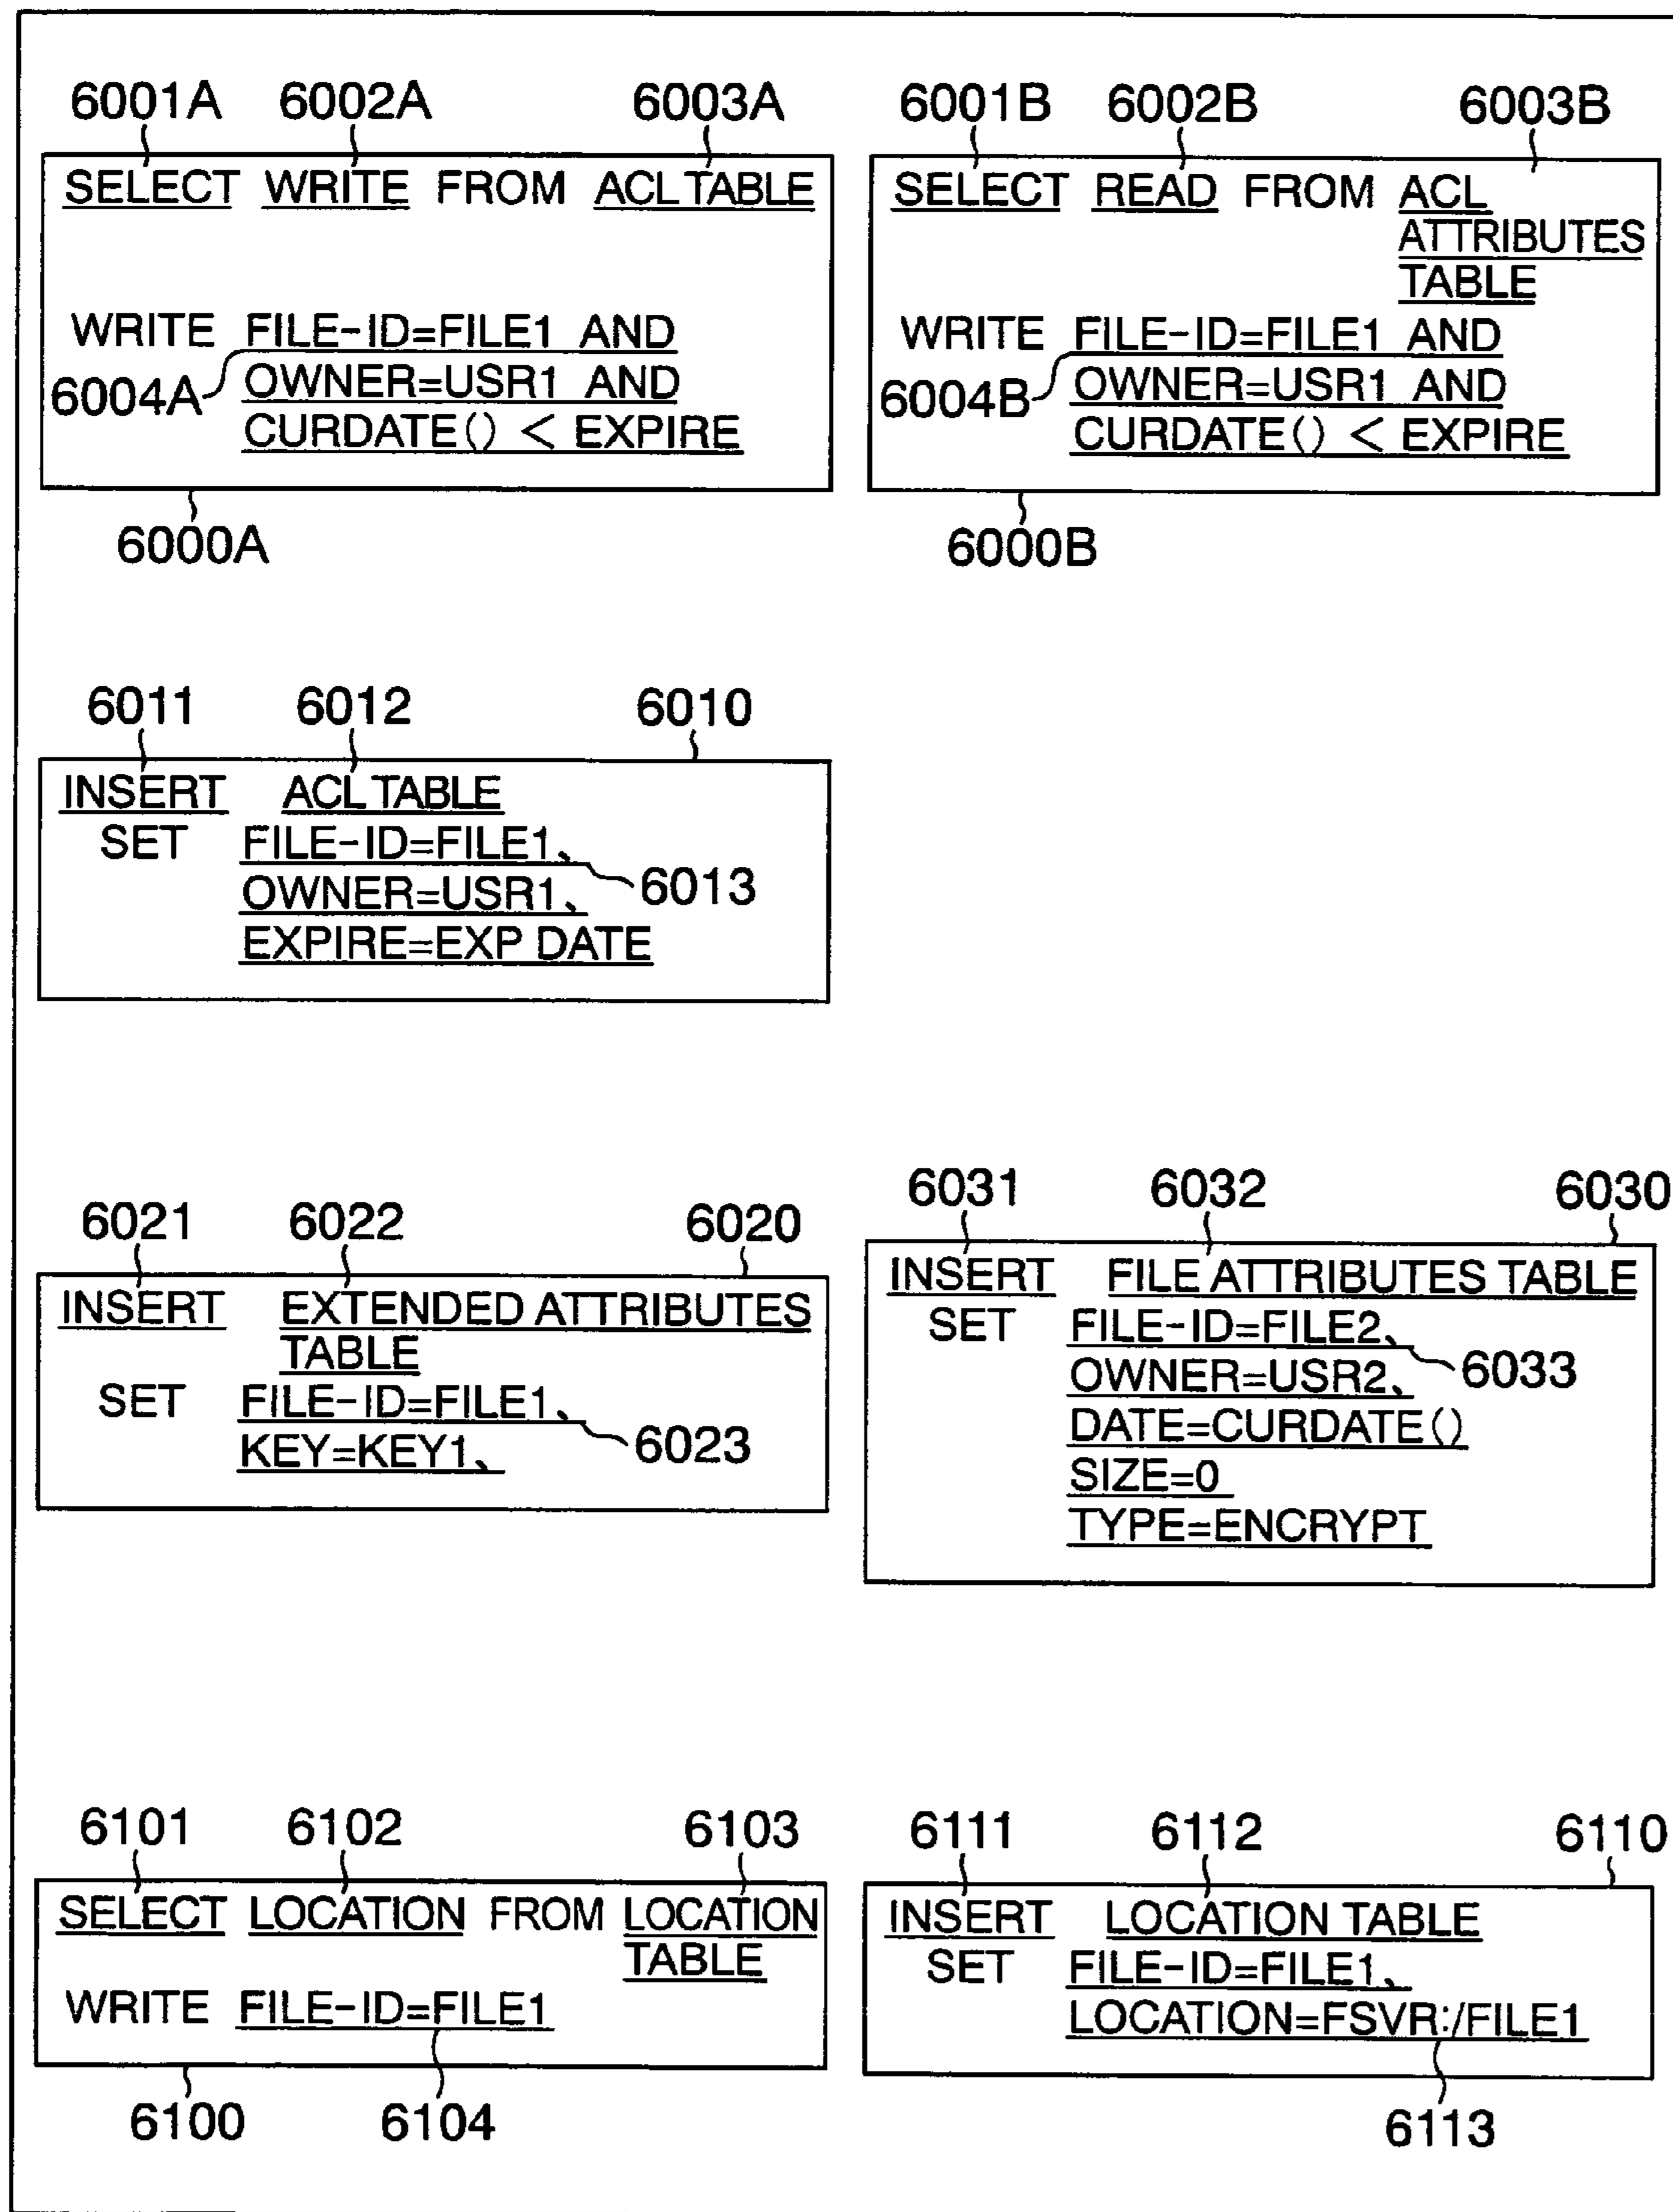 6001A 6002A 6003A
SELECT WRITE FROM ACL TABLE
WRITE FILE-ID=FILE1 AND
6004A OWNER=USR1 AND
CURDATE() < EXPIRE
6000A
6001B 6002B 6003B
SELECT READ FROM ACL
ATTRIBUTES
TABLE
WRITE FILE-ID=FILE1 AND
6004B OWNER=USR1 AND
CURDATE() < EXPIRE
6000B
6011 6012 6010
INSERT ACL TABLE
SET FILE-ID=FILE1、
6013
OWNER=USR1、
EXPIRE=EXP DATE
6021 6022 6020
INSERT EXTENDED ATTRIBUTES
TABLE
SET FILE-ID=FILE1、
6023
KEY=KEY1、
6031 6032 6030
INSERT FILE ATTRIBUTES TABLE
SET FILE-ID=FILE2、
6033
OWNER=USR2、
DATE=CURDATE()
SIZE=0
TYPE=ENCRYPT
6101 6102 6103
SELECT LOCATION FROM LOCATION
TABLE
WRITE FILE-ID=FILE1
6100 6104
6111 6112 6110
INSERT LOCATION TABLE
SET FILE-ID=FILE1、
LOCATION=FSVR:/FILE1
6113